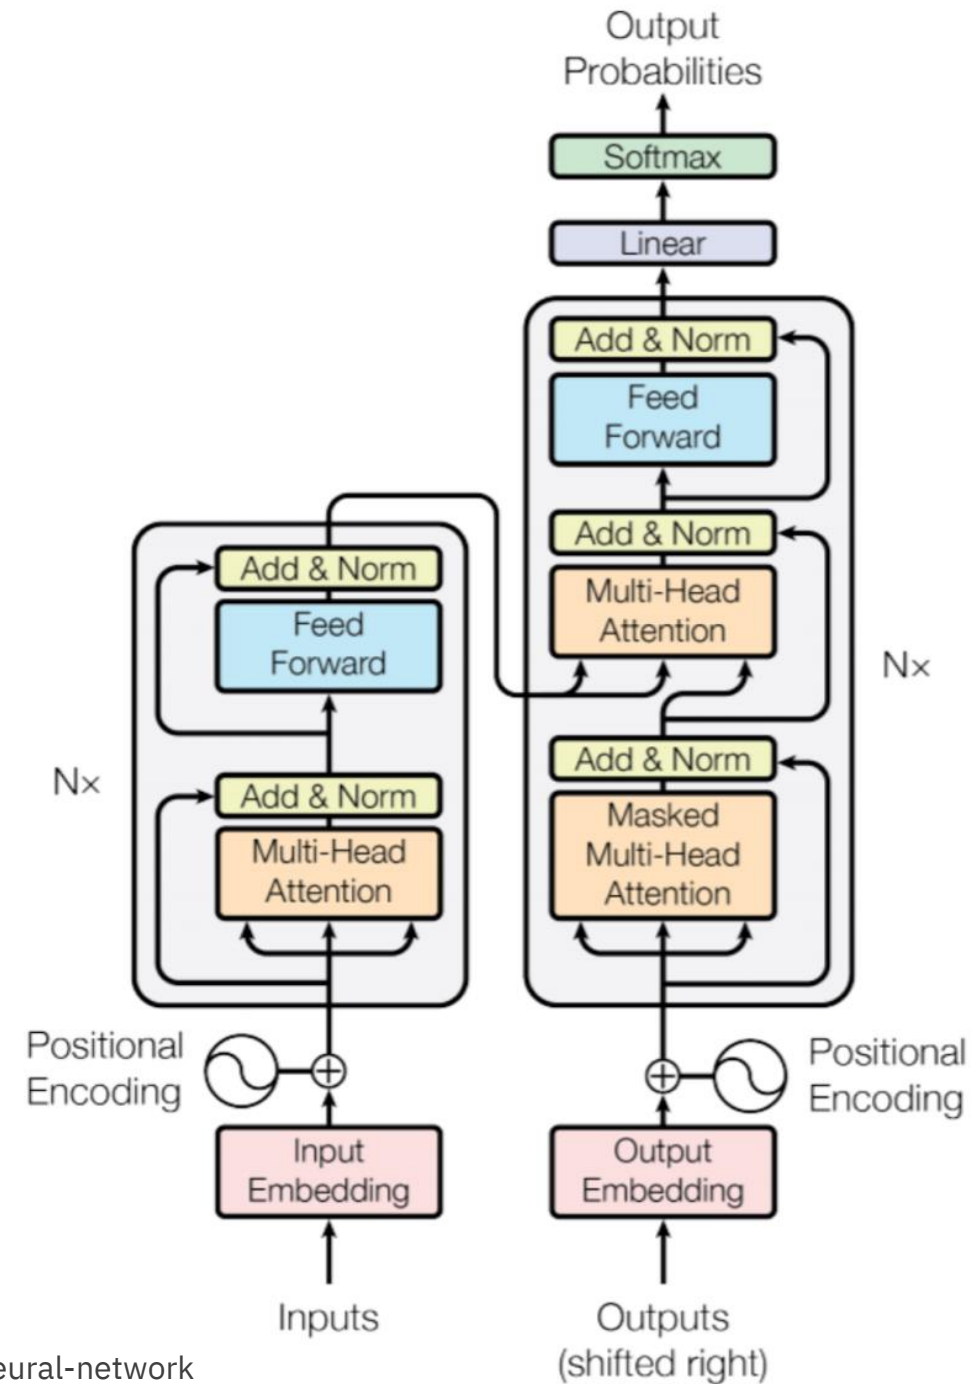 Output
Probabilities
Softmax
Linear
Add & Norm
Feed
Forward
Add & Norm
Multi-Head
Attention
Nx
Add & Norm
Masked
Multi-Head
Attention
Add & Norm
Feed
Forward
Nx
Add & Norm
Multi-Head
Attention
Positional
Encoding
Positional
Encoding
Input
Embedding
Output
Embedding
Inputs
Outputs
(shifted right)
eural-network